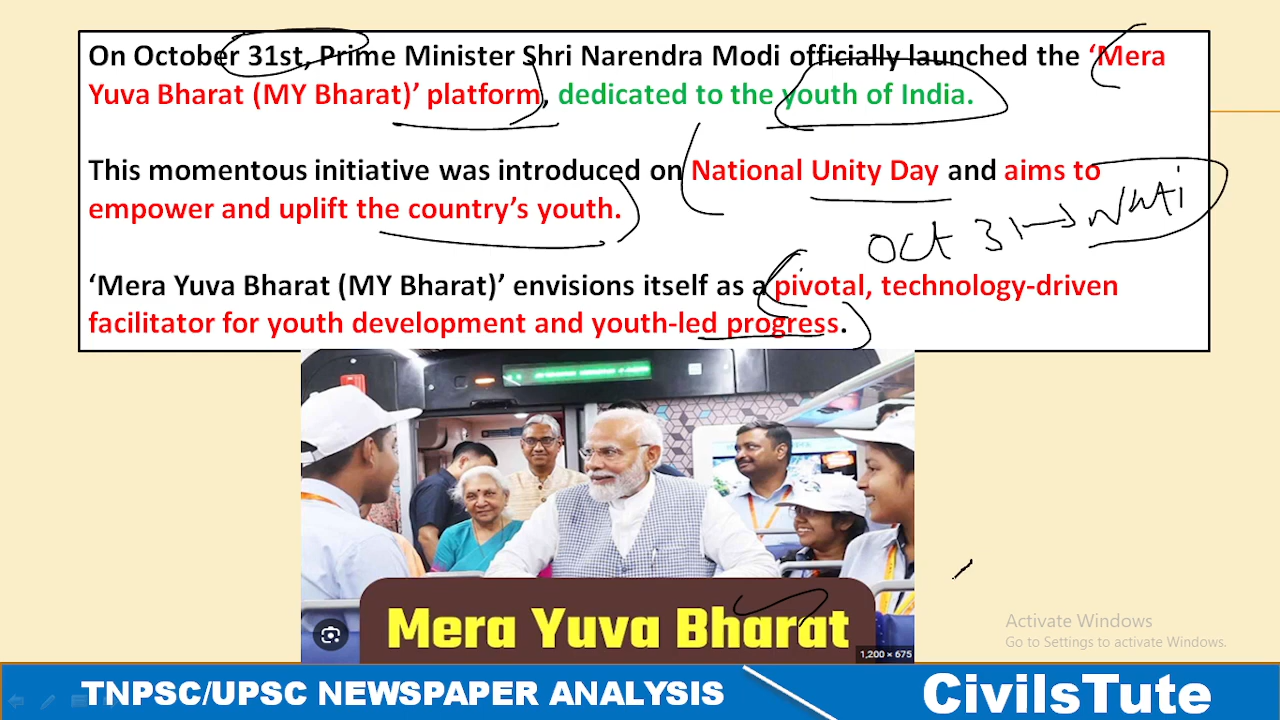 On October 31st, Prime Minister Shri Narendra Modi officially launched the ‘Mera
Yuva Bharat (MY Bharat)’ platform, dedicated to the youth of India.
This momentous initiative was introduced on National Unity Day and aims to
empower and uplift the country’s youth.
Oct 31 → Nati
‘Mera Yuva Bharat (MY Bharat)’ envisions itself as a pivotal, technology-driven
facilitator for youth development and youth-led progress.
Mera Yuva Bharat
1,200 × 675
Activate Windows
Go to Settings to activate Windows.
TNPSC/UPSC NEWSPAPER ANALYSIS
CivilsTute